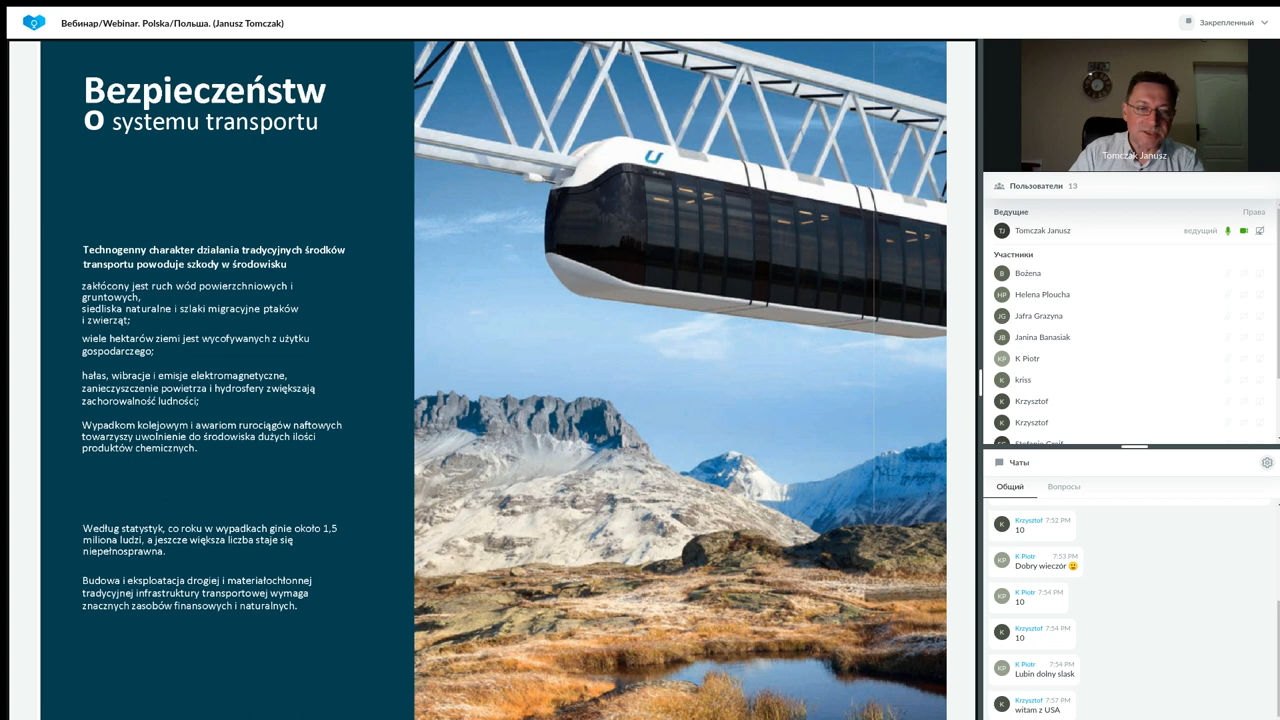 Вебинар/Webinar. Polska/Польша. (Janusz Tomczak)
Закрепленный
Bezpieczeństw
o systemu transportu
Technogenny charakter działania tradycyjnych środków
transportu powoduje szkody w środowisku
zakłócony jest ruch wód powierzchniowych i
gruntowych,
siedliska naturalne i szlaki migracyjne ptaków
i zwierząt;
wiele hektarów ziemi jest wycofywanych z użytku
gospodarczego;
hałas, wibracje i emisje elektromagnetyczne,
zanieczyszczenie powietrza i hydrosfery zwiększają
zachorowalność ludności;
Wypadkom kolejowym i awariom rurociągów naftowych
towarzyszy uwolnienie do środowiska dużych ilości
produktów chemicznych.
Według statystyk, co roku w wypadkach ginie około 1,5
miliona ludzi, a jeszcze większa liczba staje się
niepełnosprawna.
Budowa i eksploatacja drogiej i materiałochłonnej
tradycyjnej infrastruktury transportowej wymaga
znacznych zasobów finansowych i naturalnych.
Tomczak Janusz
Пользователи 13
Ведущие Права
TJ Tomczak Janusz ведущий
Участники
B Bożena
HP Helena Ploucha
JG Jafra Grazyna
JB Janina Banasiak
KP K Piotr
K kriss
K Krzysztof
K Krzysztof
Чаты
Общий Вопросы
K Krzysztof 7:52 PM
10
KP K Piotr 7:53 PM
Dobry wieczór 🙂
KP K Piotr 7:54 PM
10
K Krzysztof 7:54 PM
10
KP K Piotr 7:54 PM
Lubin dolny slask
K Krzysztof 7:57 PM
witam z USA